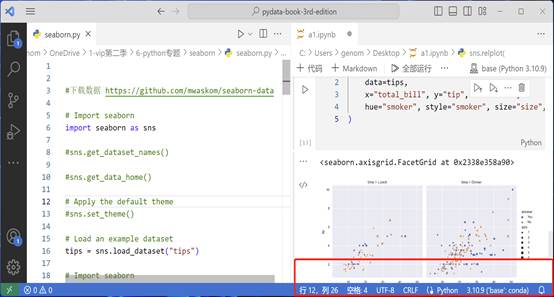 pydata-book-3rd-edition
seaborn.py
nom > OneDrive > 1-vip第二季 > 6-python专题 > seaborn > seaborn.py > ...
1
2
3 #下载数据 https://github.com/mwaskom/seaborn-data
4
5 # Import seaborn
6 import seaborn as sns
7
8 #sns.get_dataset_names()
9
10 #sns.get_data_home()
11
12 # Apply the default theme
13 #sns.set_theme()
14
15 # Load an example dataset
16 tips = sns.load_dataset("tips")
17
18 # Import seaborn
a1.ipynb
C: > Users > genom > Desktop > a1.ipynb > sns.relplot(
+ 代码 + Markdown 全部运行 ... base (Python 3.10.9)
data=tips,
x="total_bill", y="tip",
hue="smoker", style="smoker", size="size",
)
Python
<seaborn.axisgrid.FacetGrid at 0x2338e358a90>
time = Lunch
time = Dinner
0 0
行 12，列 26 空格: 4 UTF-8 CRLF Python 3.10.9 ('base': conda)